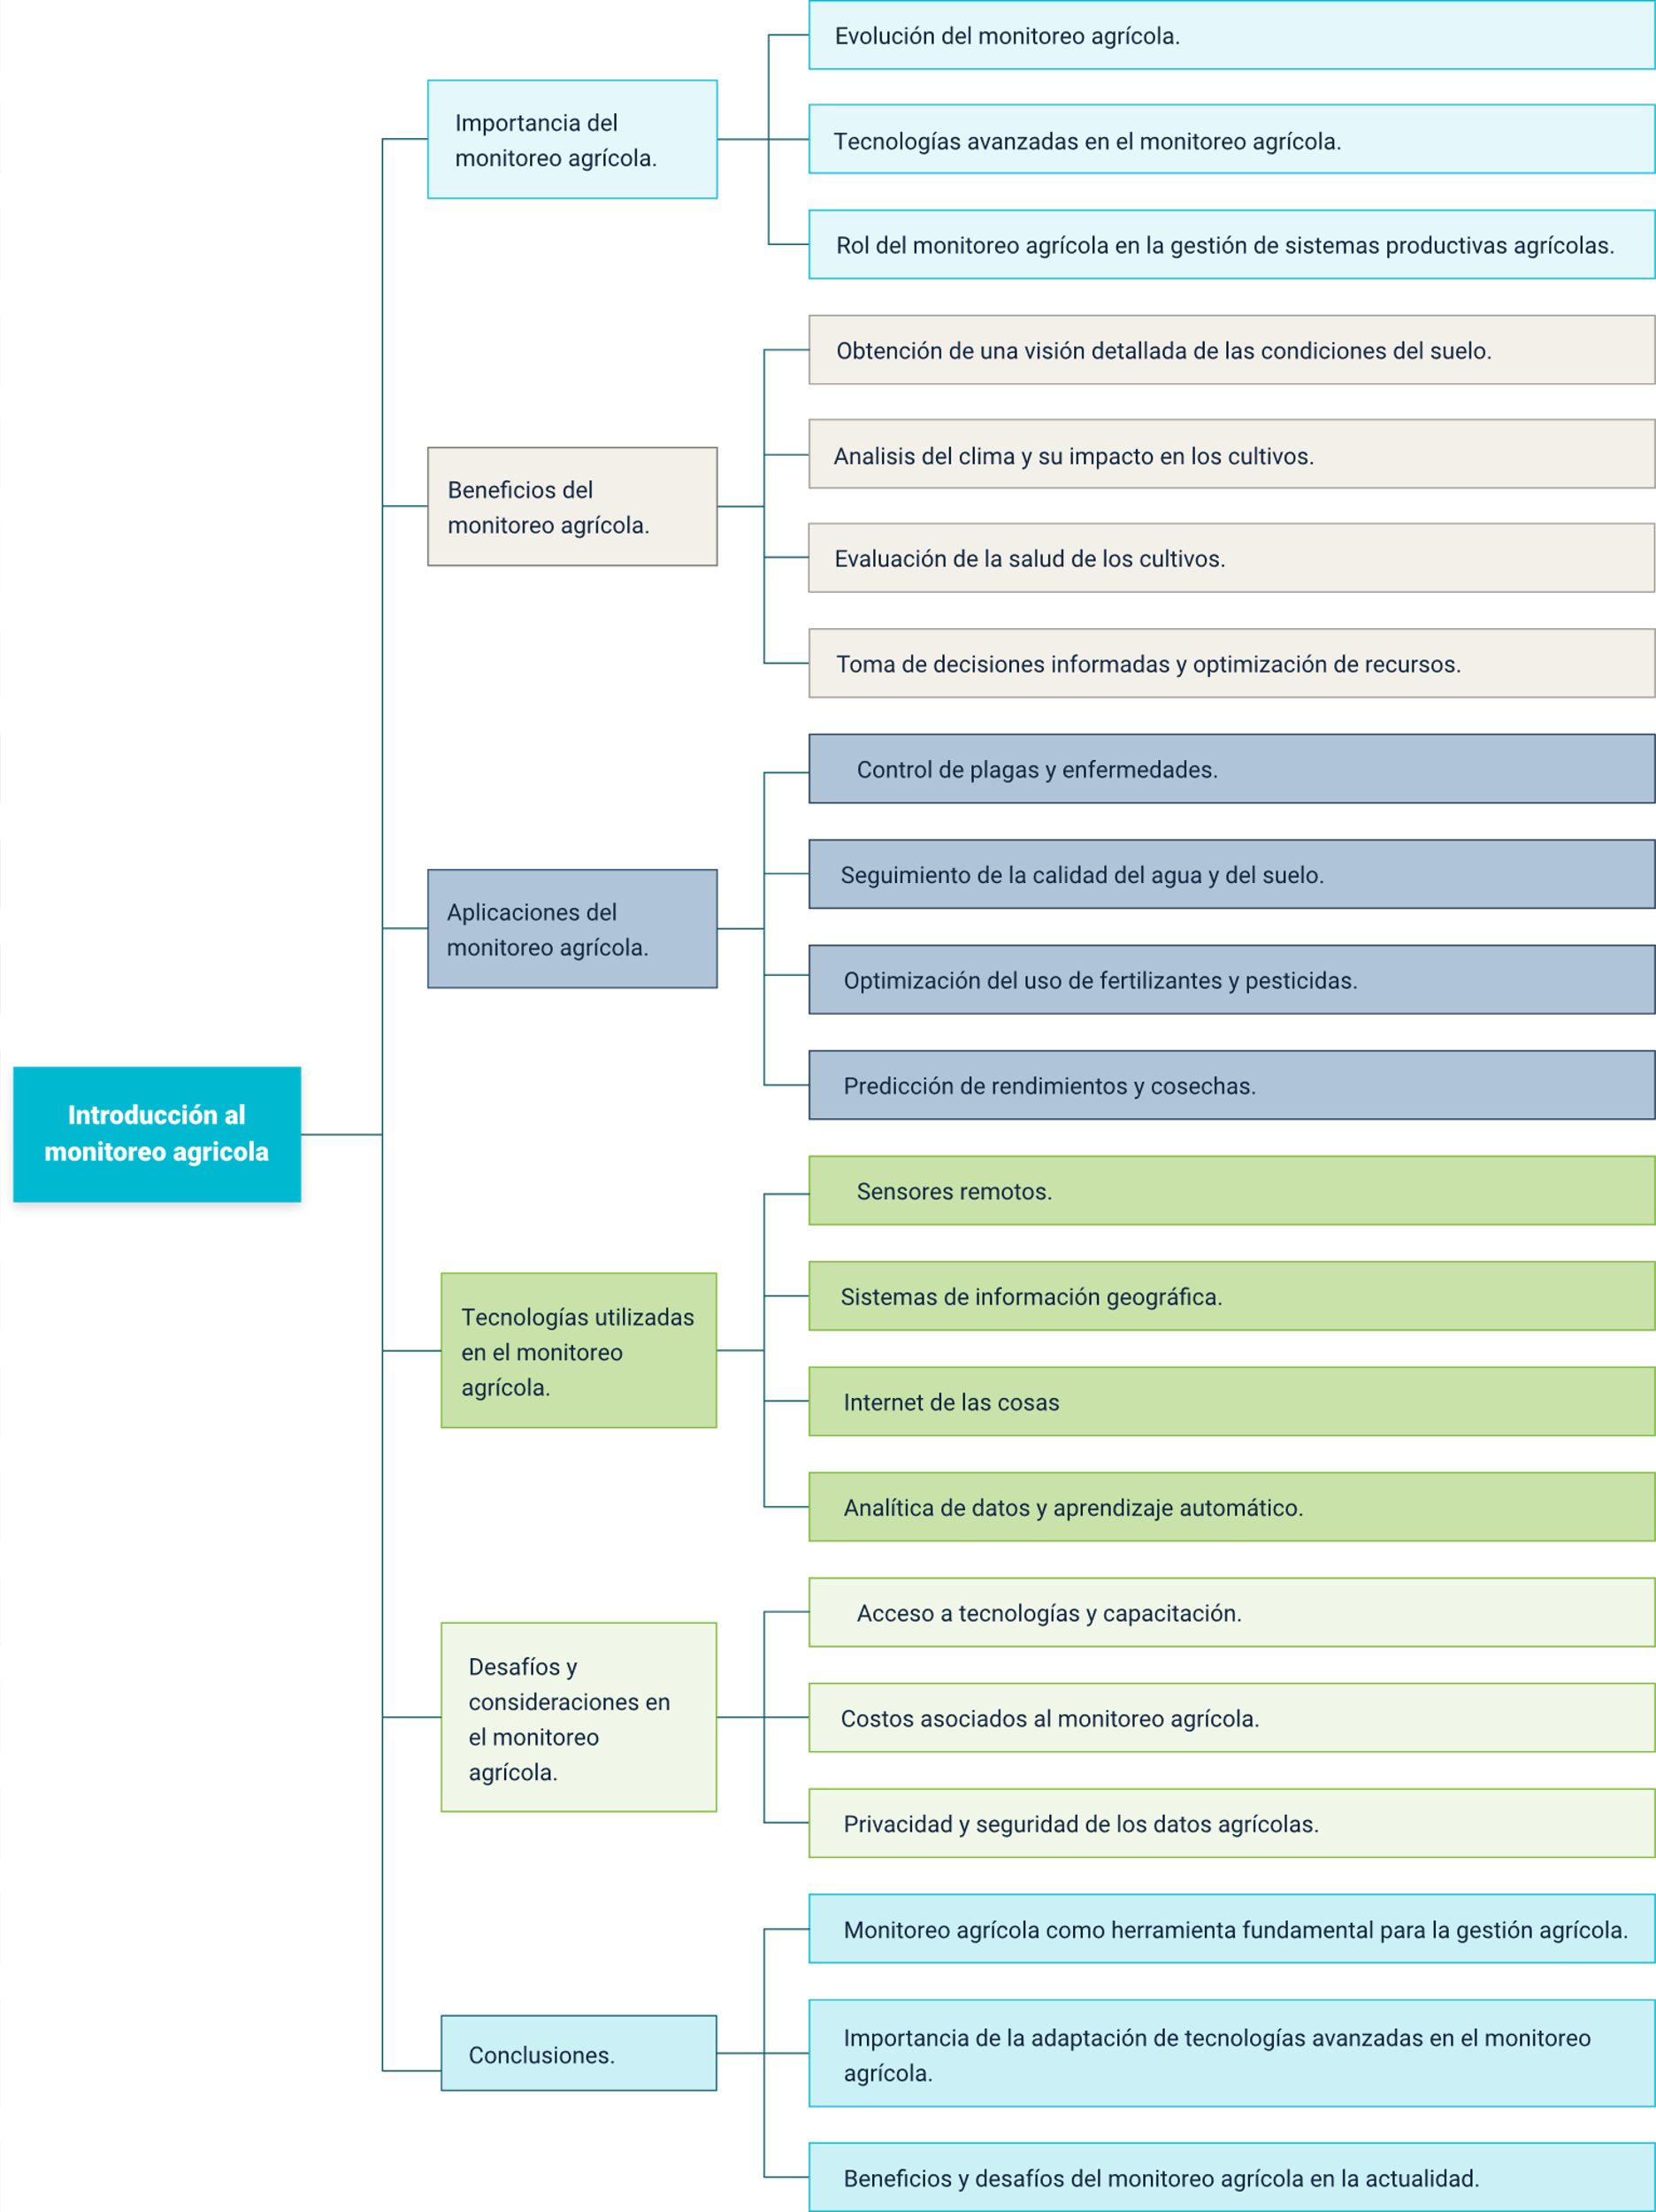 Introducción al
monitoreo agricola
Importancia del
monitoreo agrícola.
Evolución del monitoreo agrícola.
Tecnologías avanzadas en el monitoreo agrícola.
Rol del monitoreo agrícola en la gestión de sistemas productivas agrícolas.
Beneficios del
monitoreo agrícola.
Obtención de una visión detallada de las condiciones del suelo.
Analisis del clima y su impacto en los cultivos.
Evaluación de la salud de los cultivos.
Toma de decisiones informadas y optimización de recursos.
Aplicaciones del
monitoreo agrícola.
Control de plagas y enfermedades.
Seguimiento de la calidad del agua y del suelo.
Optimización del uso de fertilizantes y pesticidas.
Predicción de rendimientos y cosechas.
Tecnologías utilizadas
en el monitoreo
agrícola.
Sensores remotos.
Sistemas de información geográfica.
Internet de las cosas
Analítica de datos y aprendizaje automático.
Desafíos y
consideraciones en
el monitoreo
agrícola.
Acceso a tecnologías y capacitación.
Costos asociados al monitoreo agrícola.
Privacidad y seguridad de los datos agrícolas.
Conclusiones.
Monitoreo agrícola como herramienta fundamental para la gestión agrícola.
Importancia de la adaptación de tecnologías avanzadas en el monitoreo
agrícola.
Beneficios y desafíos del monitoreo agrícola en la actualidad.